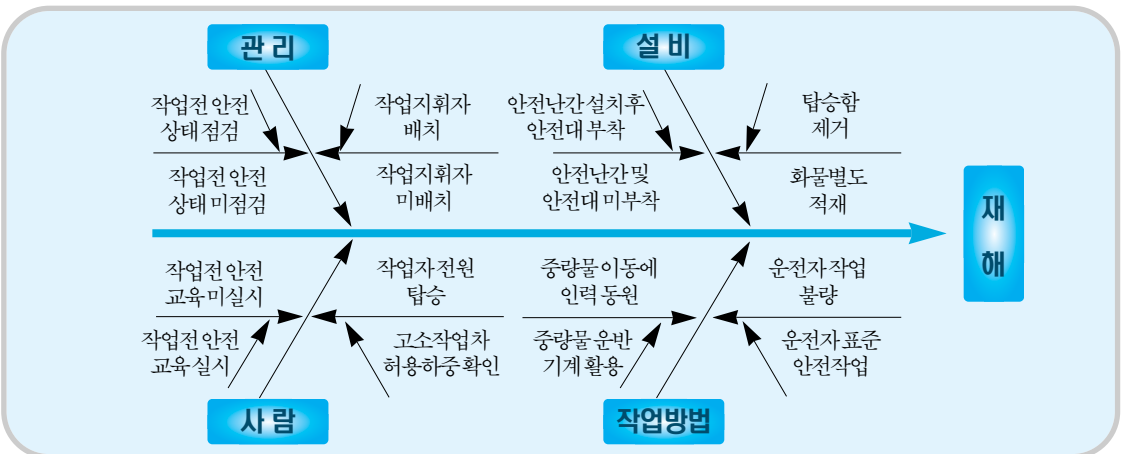 관 리
설 비
작업전 안전
상태 점검
작업지휘자
배치
안전난간 설치후
안전대 부착
탑승함
제거
작업전 안전
상태 미점검
작업지휘자
미배치
안전난간 및
안전대 미부착
화물별도
적재
재
해
작업전 안전
교육 미실시
작업자 전원
탑승
중량물 이동에
인력 동원
운전자 작업
불량
작업전 안전
교육 실시
고소작업차
허용하중 확인
중량물 운반
기계 활용
운전자 표준
안전작업
사 람
작업방법